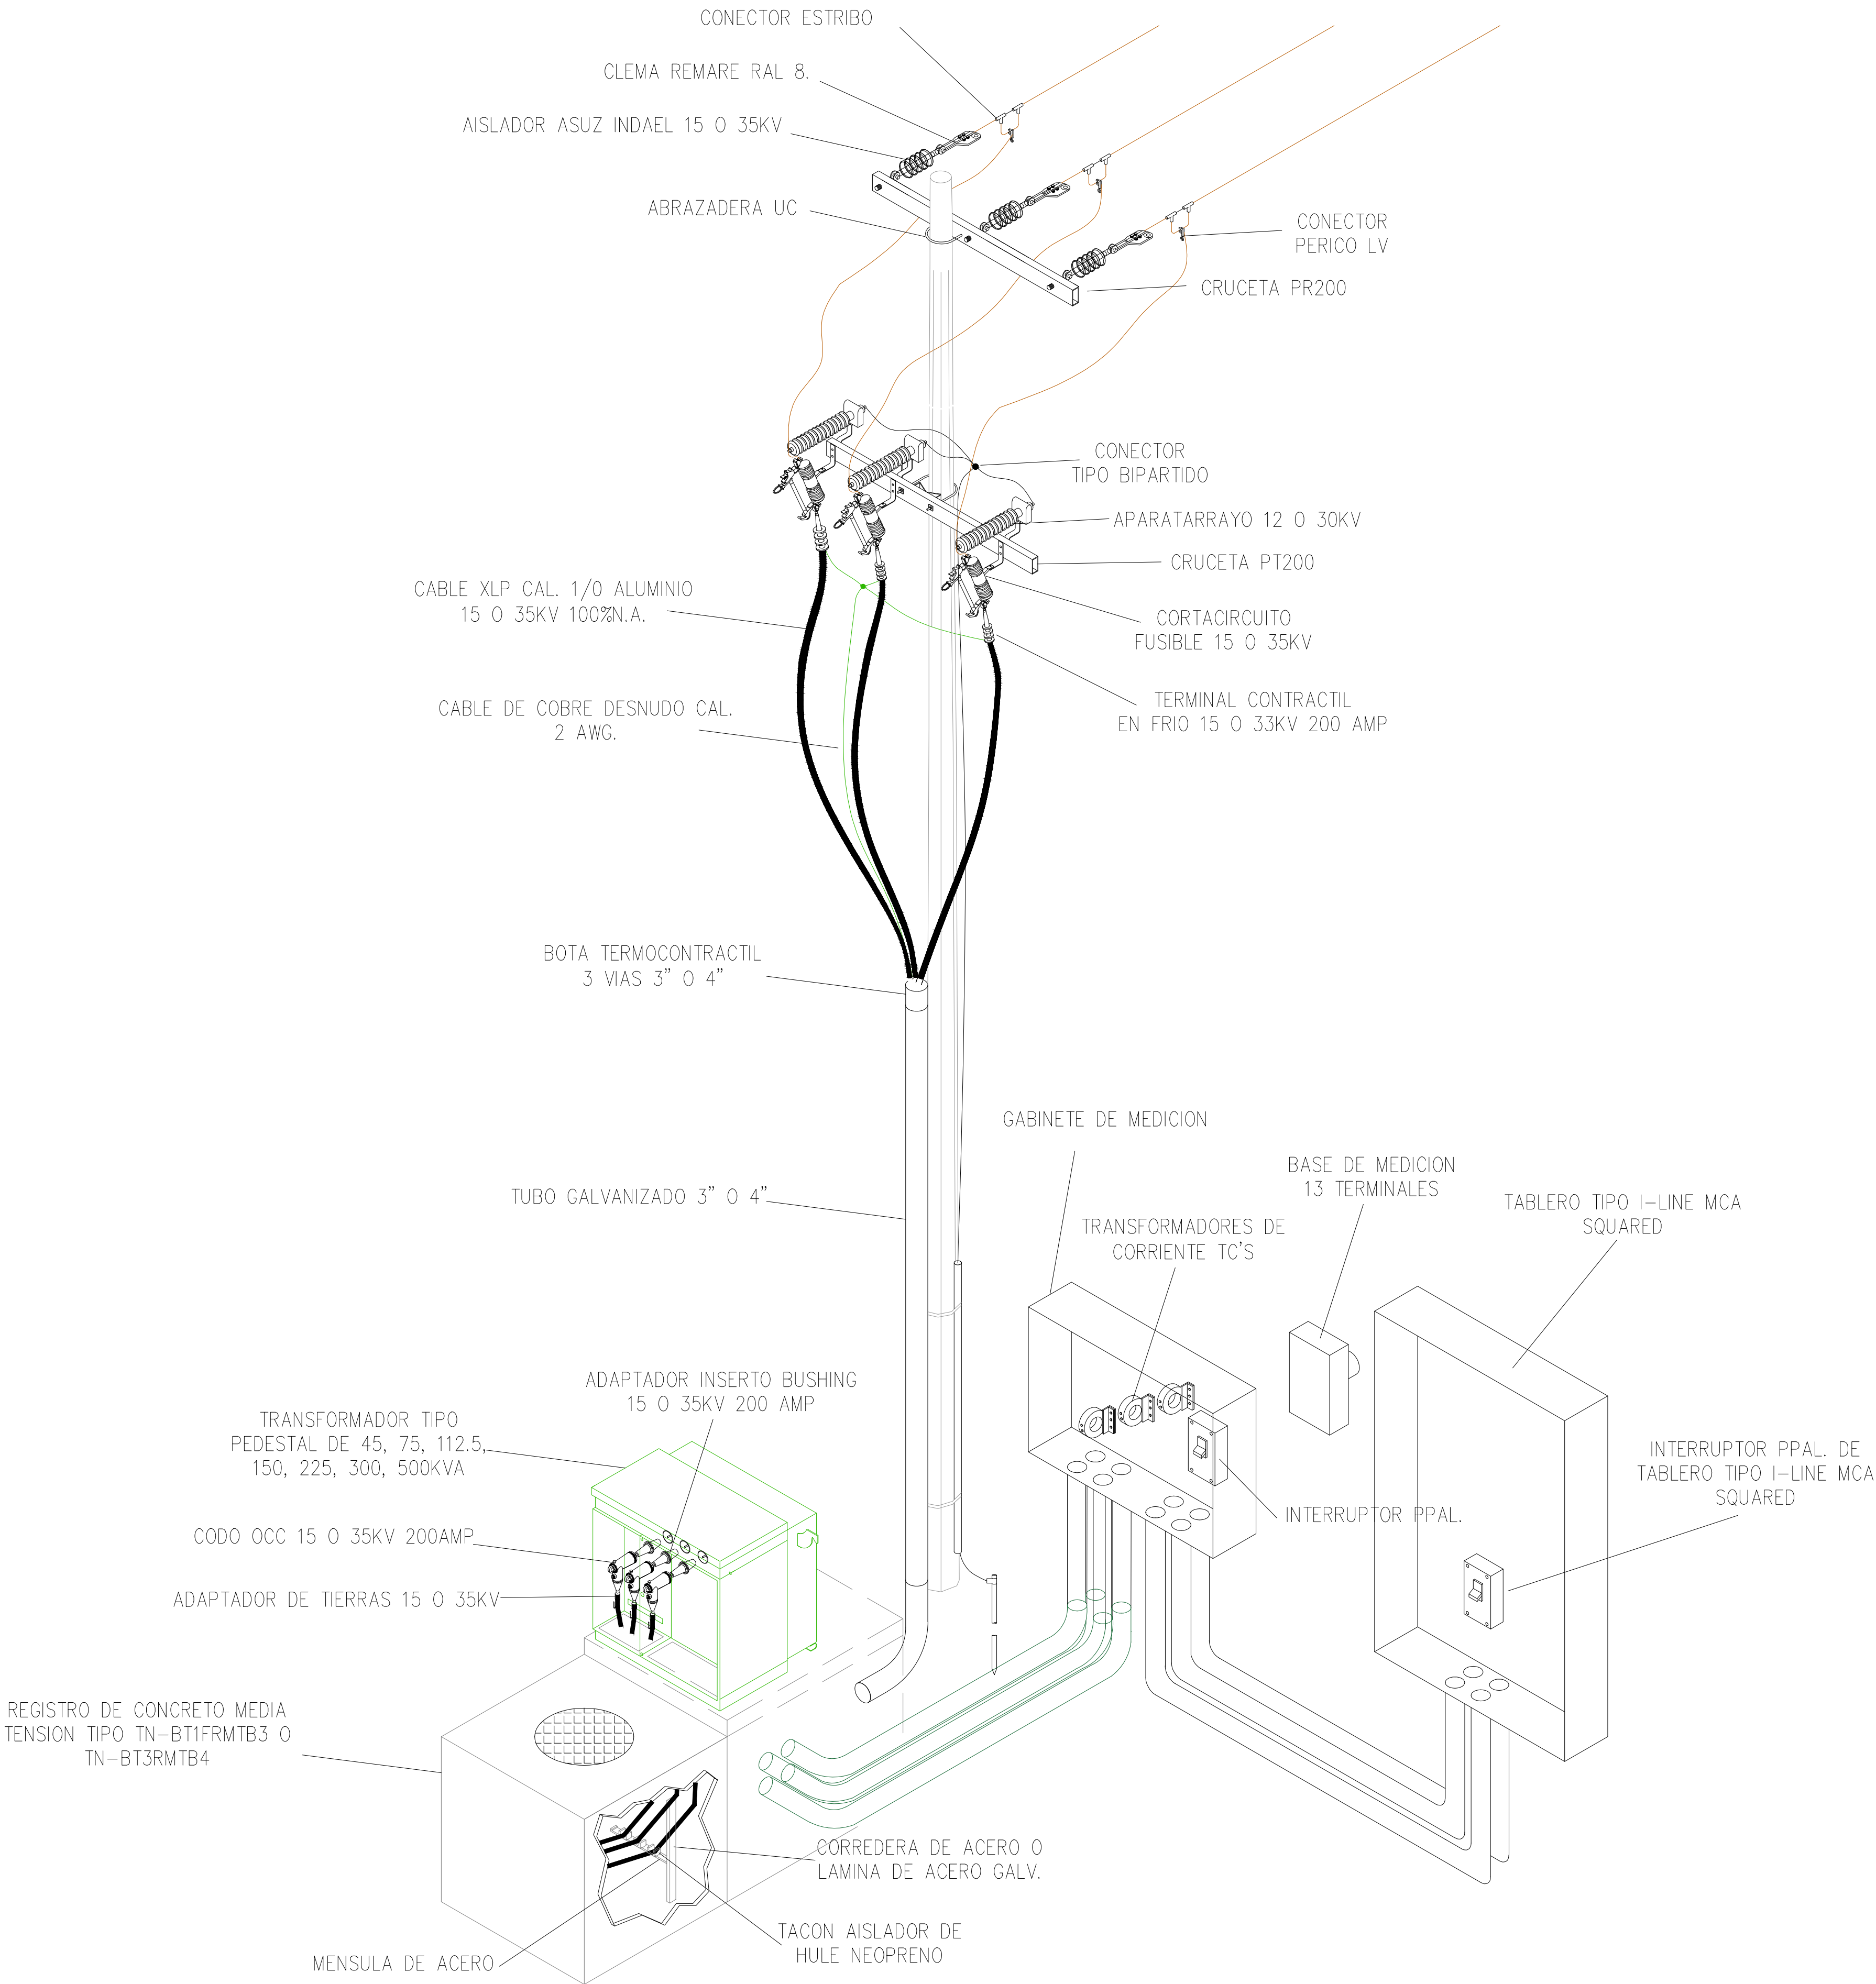 CONECTOR ESTRIBO
CLEMA REMARE RAL 8.
AISLADOR ASUZ INDAEL 15 O 35KV
ABRAZADERA UC
CONECTOR
PERICO LV
CRUCETA PR200
CONECTOR
TIPO BIPARTIDO
APARATARRAYO 12 O 30KV
CRUCETA PT200
CABLE XLP CAL. 1/0 ALUMINIO
15 O 35KV 100%N.A.
CORTACIRCUITO
FUSIBLE 15 O 35KV
CABLE DE COBRE DESNUDO CAL.
2 AWG.
TERMINAL CONTRACTIL
EN FRIO 15 O 33KV 200 AMP
BOTA TERMOCONTRACTIL
3 VIAS 3" O 4"
TUBO GALVANIZADO 3" O 4"
GABINETE DE MEDICION
BASE DE MEDICION
13 TERMINALES
TRANSFORMADORES DE
CORRIENTE TC'S
TABLERO TIPO I-LINE MCA
SQUARED
ADAPTADOR INSERTO BUSHING
15 O 35KV 200 AMP
TRANSFORMADOR TIPO
PEDESTAL DE 45, 75, 112.5,
150, 225, 300, 500KVA
INTERRUPTOR PPAL. DE
TABLERO TIPO I-LINE MCA
SQUARED
INTERRUPTOR PPAL.
CODO OCC 15 O 35KV 200AMP
ADAPTADOR DE TIERRAS 15 O 35KV
REGISTRO DE CONCRETO MEDIA
TENSION TIPO TN-BT1FRMTB3 O
TN-BT3RMTB4
CORREDERA DE ACERO O
LAMINA DE ACERO GALV.
TACON AISLADOR DE
HULE NEOPRENO
MENSULA DE ACERO